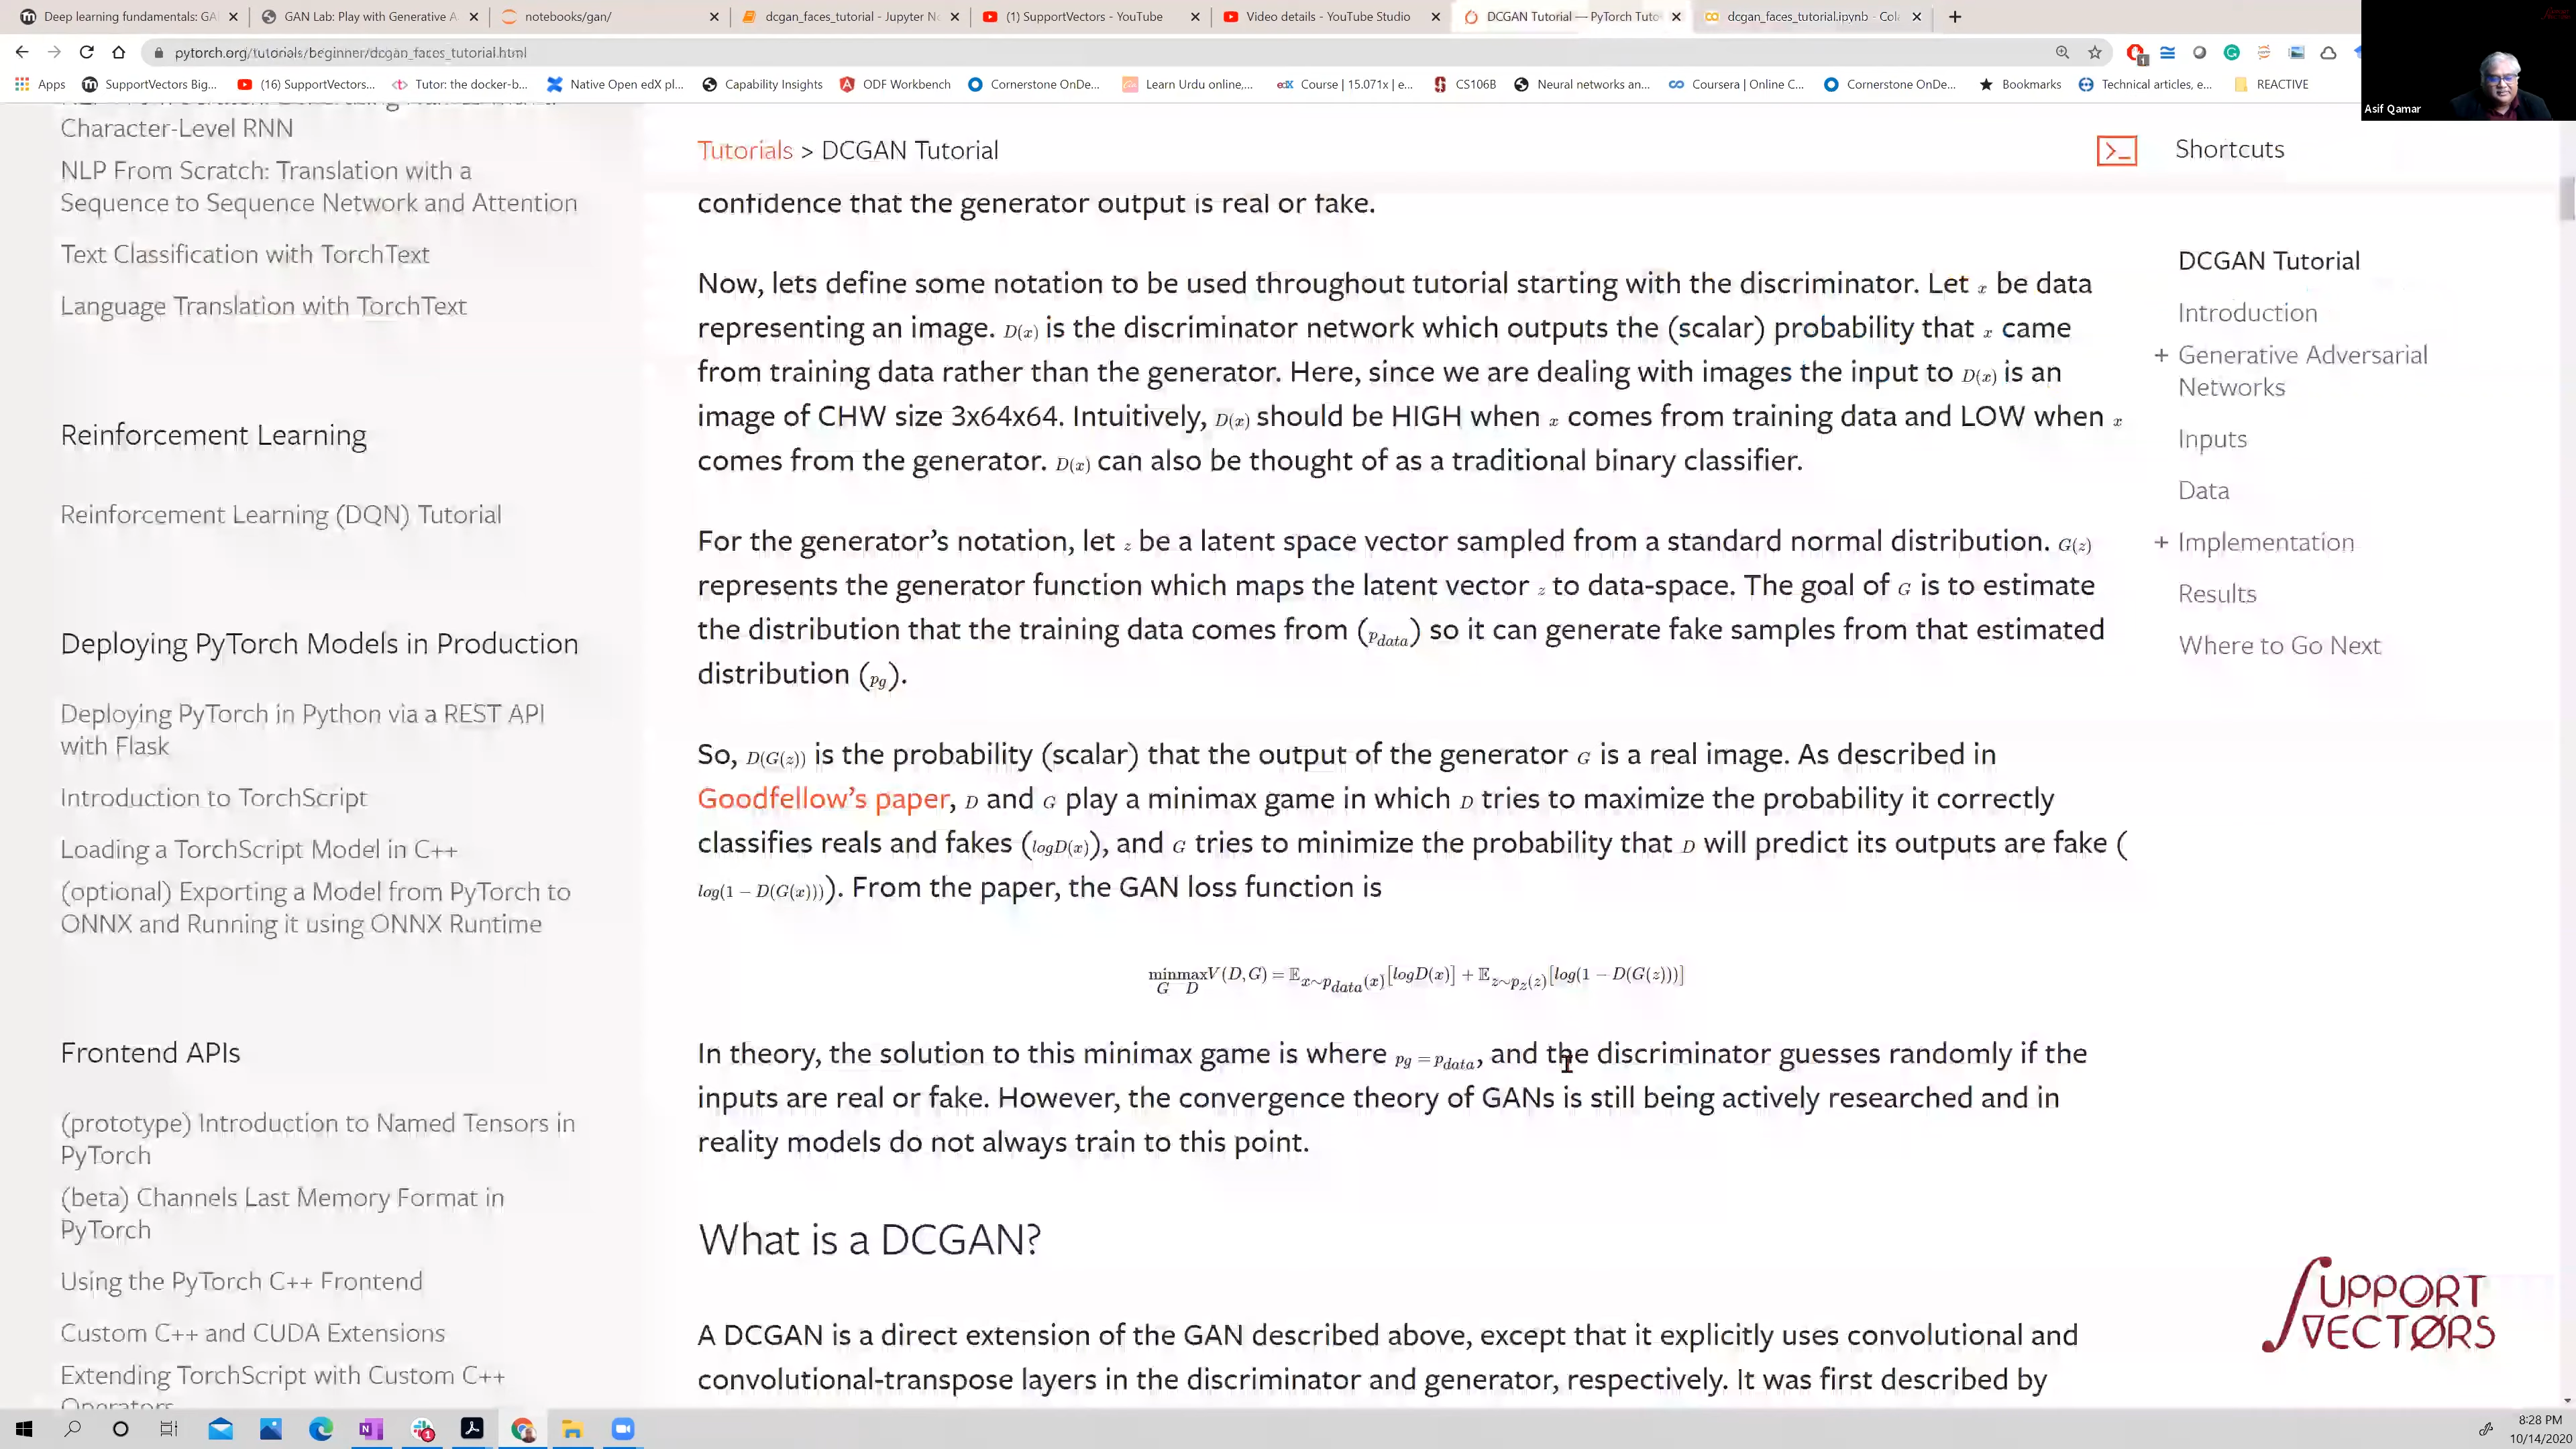 Deep learning fundamentals: GA
GAN Lab: Play with Generative A
notebooks/gan/
dcgan_faces_tutorial - Jupyter No
(1) SupportVectors - YouTube
Video details - YouTube Studio
DCGAN Tutorial — PyTorch Tuto
dcgan_faces_tutorial.ipynb - Cola
pytorch.org/tutorials/beginner/dcgan_faces_tutorial.html
Apps
SupportVectors Big...
(16) SupportVectors...
Tutor: the docker-b...
Native Open edX pl...
Capability Insights
ODF Workbench
Cornerstone OnDe...
Learn Urdu online,...
Course | 15.071x | e...
CS106B
Neural networks an...
Coursera | Online C...
Cornerstone OnDe...
Bookmarks
Technical articles, e...
REACTIVE
Asif Qamar
Character-Level RNN
NLP From Scratch: Translation with a
Sequence to Sequence Network and Attention
Text Classification with TorchText
Language Translation with TorchText
Reinforcement Learning
Reinforcement Learning (DQN) Tutorial
Deploying PyTorch Models in Production
Deploying PyTorch in Python via a REST API
with Flask
Introduction to TorchScript
Loading a TorchScript Model in C++
(optional) Exporting a Model from PyTorch to
ONNX and Running it using ONNX Runtime
Frontend APIs
(prototype) Introduction to Named Tensors in
PyTorch
(beta) Channels Last Memory Format in
PyTorch
Using the PyTorch C++ Frontend
Custom C++ and CUDA Extensions
Extending TorchScript with Custom C++
Operators
Tutorials > DCGAN Tutorial
Shortcuts
confidence that the generator output is real or fake.
Now, lets define some notation to be used throughout tutorial starting with the discriminator. Let x be data
representing an image. D(x) is the discriminator network which outputs the (scalar) probability that x came
from training data rather than the generator. Here, since we are dealing with images the input to D(x) is an
image of CHW size 3x64x64. Intuitively, D(x) should be HIGH when x comes from training data and LOW when x
comes from the generator. D(x) can also be thought of as a traditional binary classifier.
For the generator's notation, let z be a latent space vector sampled from a standard normal distribution. G(z)
represents the generator function which maps the latent vector z to data-space. The goal of G is to estimate
the distribution that the training data comes from (p_data) so it can generate fake samples from that estimated
distribution (p_g).
So, D(G(z)) is the probability (scalar) that the output of the generator G is a real image. As described in
Goodfellow's paper, D and G play a minimax game in which D tries to maximize the probability it correctly
classifies reals and fakes (logD(x)), and G tries to minimize the probability that D will predict its outputs are fake (
log(1 − D(G(x)))). From the paper, the GAN loss function is
min_G max_D V(D,G) = 𝔼_x∼p_data(x)[logD(x)] + 𝔼_z∼p_z(z)[log(1 − D(G(z)))]
In theory, the solution to this minimax game is where p_g = p_data, and the discriminator guesses randomly if the
inputs are real or fake. However, the convergence theory of GANs is still being actively researched and in
reality models do not always train to this point.
What is a DCGAN?
A DCGAN is a direct extension of the GAN described above, except that it explicitly uses convolutional and
convolutional-transpose layers in the discriminator and generator, respectively. It was first described by
DCGAN Tutorial
Introduction
+ Generative Adversarial
Networks
Inputs
Data
+ Implementation
Results
Where to Go Next
SUPPORT
VECTORS
8:28 PM
10/14/2020